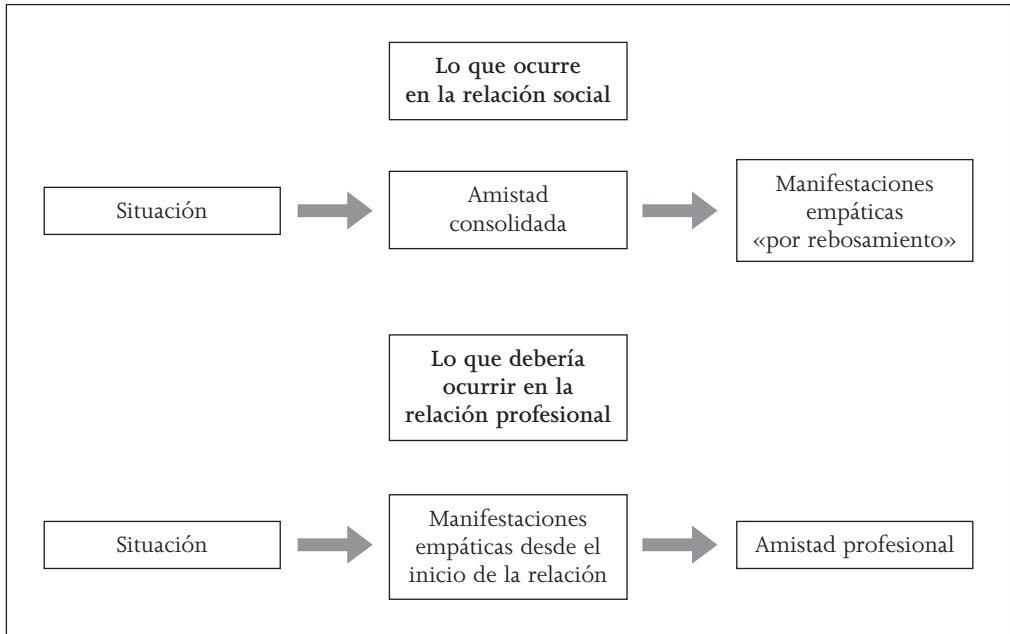 Lo que ocurre
en la relación social
Situación
Amistad
consolidada
Manifestaciones
empáticas
«por rebosamiento»
Lo que debería
ocurrir en la
relación profesional
Situación
Manifestaciones
empáticas desde el
inicio de la relación
Amistad profesional